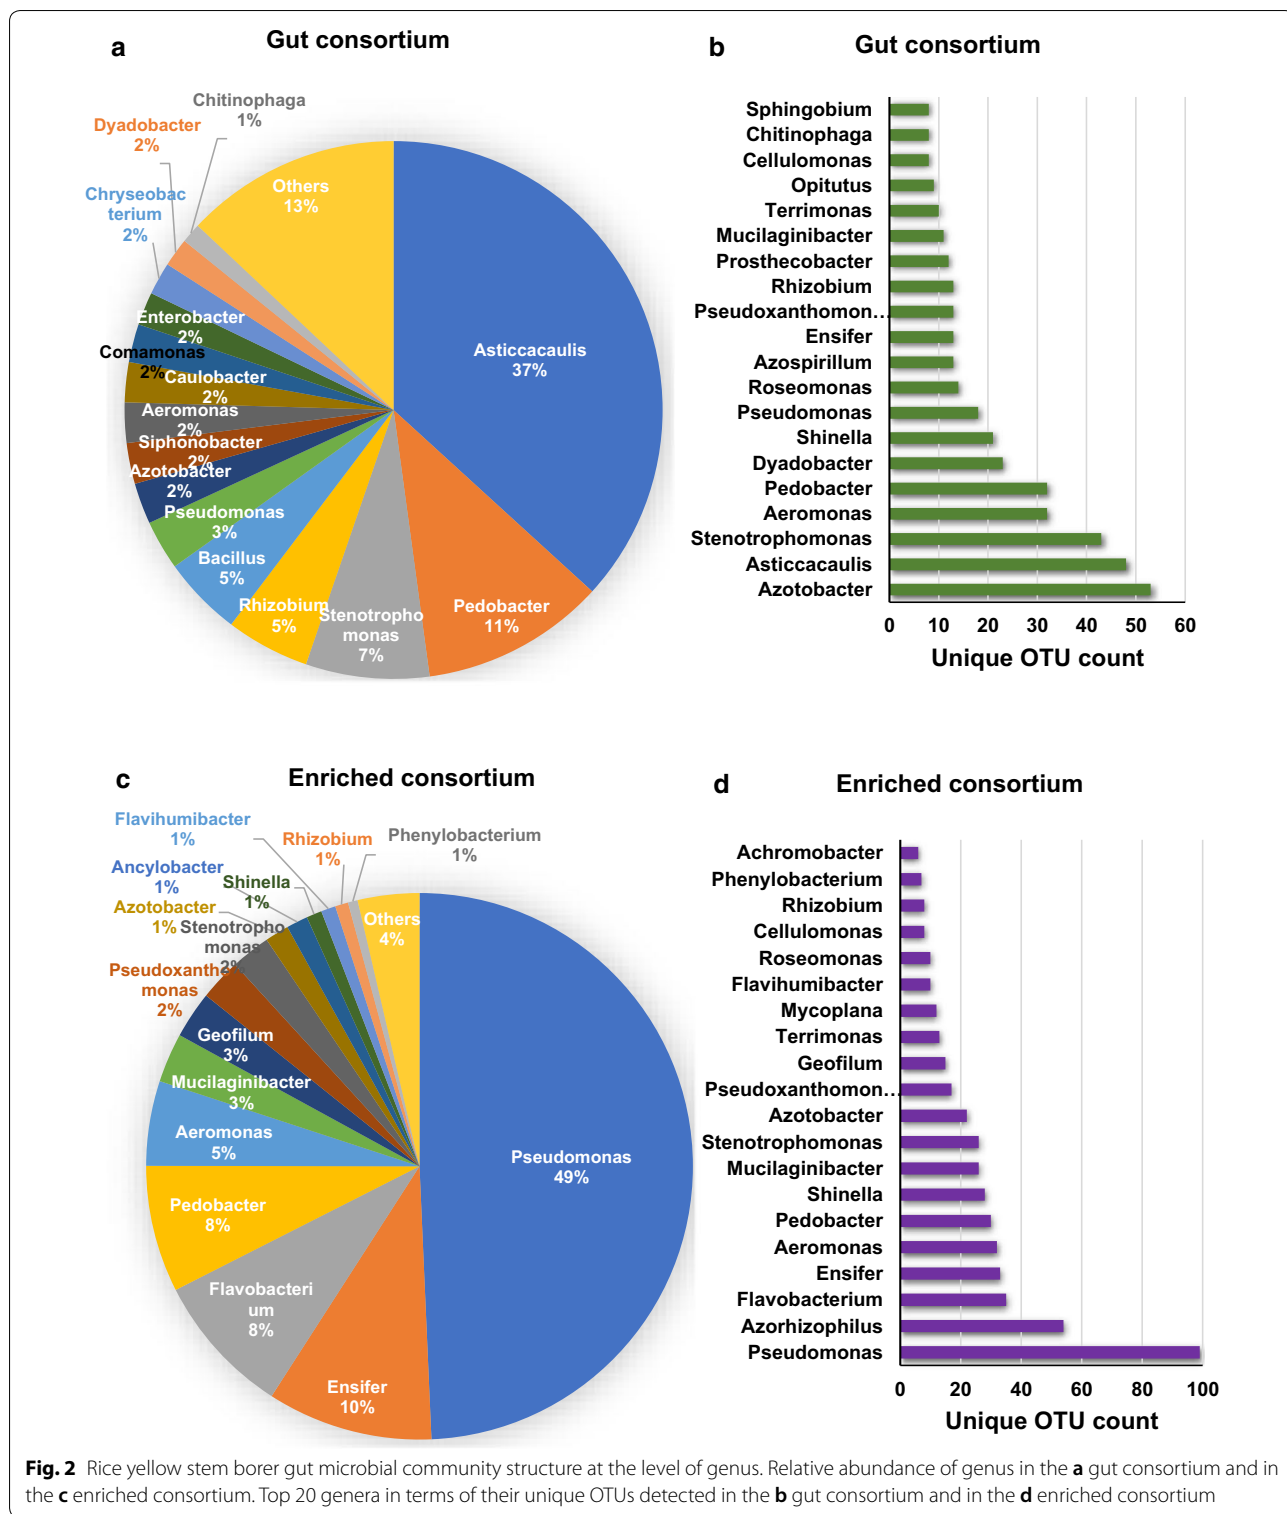 a
Gut consortium
Chitinophaga
1%
Dyadobacter
2%
Chryseobac
terium
2%
Others
13%
Enterobacter
2%
Comamonas
2%
Caulobacter
2%
Aeromonas
2%
Siphonobacter
2%
Azotobacter
2%
Pseudomonas
3%
Bacillus
5%
Rhizobium
5%
Stenotropho
monas
7%
Pedobacter
11%
Asticcacaulis
37%
b
Gut consortium
Sphingobium
Chitinophaga
Cellulomonas
Opitutus
Terrimonas
Mucilaginibacter
Prosthecobacter
Rhizobium
Pseudoxanthomon…
Ensifer
Azospirillum
Roseomonas
Pseudomonas
Shinella
Dyadobacter
Pedobacter
Aeromonas
Stenotrophomonas
Asticcacaulis
Azotobacter
0 10 20 30 40 50 60
Unique OTU count
c
Enriched consortium
Flavihumibacter
1%
Rhizobium
1%
Phenylobacterium
1%
Ancylobacter
1%
Shinella
1%
Azotobacter
1%
Stenotropho
monas
2%
Pseudoxantho
monas
2%
Others
4%
Geofilum
3%
Mucilaginibacter
3%
Aeromonas
5%
Pedobacter
8%
Flavobacteri
um
8%
Ensifer
10%
Pseudomonas
49%
d
Enriched consortium
Achromobacter
Phenylobacterium
Rhizobium
Cellulomonas
Roseomonas
Flavihumibacter
Mycoplana
Terrimonas
Geofilum
Pseudoxanthomon…
Azotobacter
Stenotrophomonas
Mucilaginibacter
Shinella
Pedobacter
Aeromonas
Ensifer
Flavobacterium
Azorhizophilus
Pseudomonas
0 20 40 60 80 100
Unique OTU count
Fig. 2 Rice yellow stem borer gut microbial community structure at the level of genus. Relative abundance of genus in the a gut consortium and in
the c enriched consortium. Top 20 genera in terms of their unique OTUs detected in the b gut consortium and in the d enriched consortium